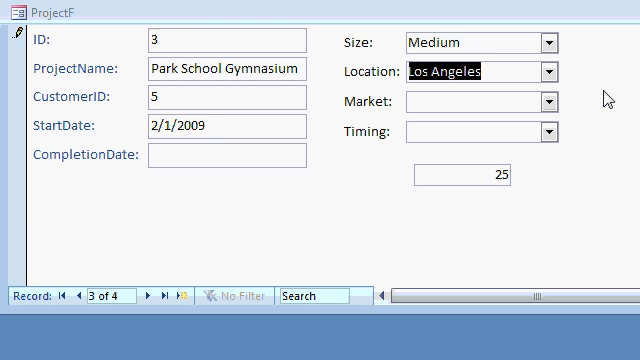 ProjectF
ID: 3
ProjectName: Park School Gymnasium
CustomerID: 5
StartDate: 2/1/2009
CompletionDate:
Size: Medium
Location: Los Angeles
Market:
Timing:
25
Record: 3 of 4 No Filter Search